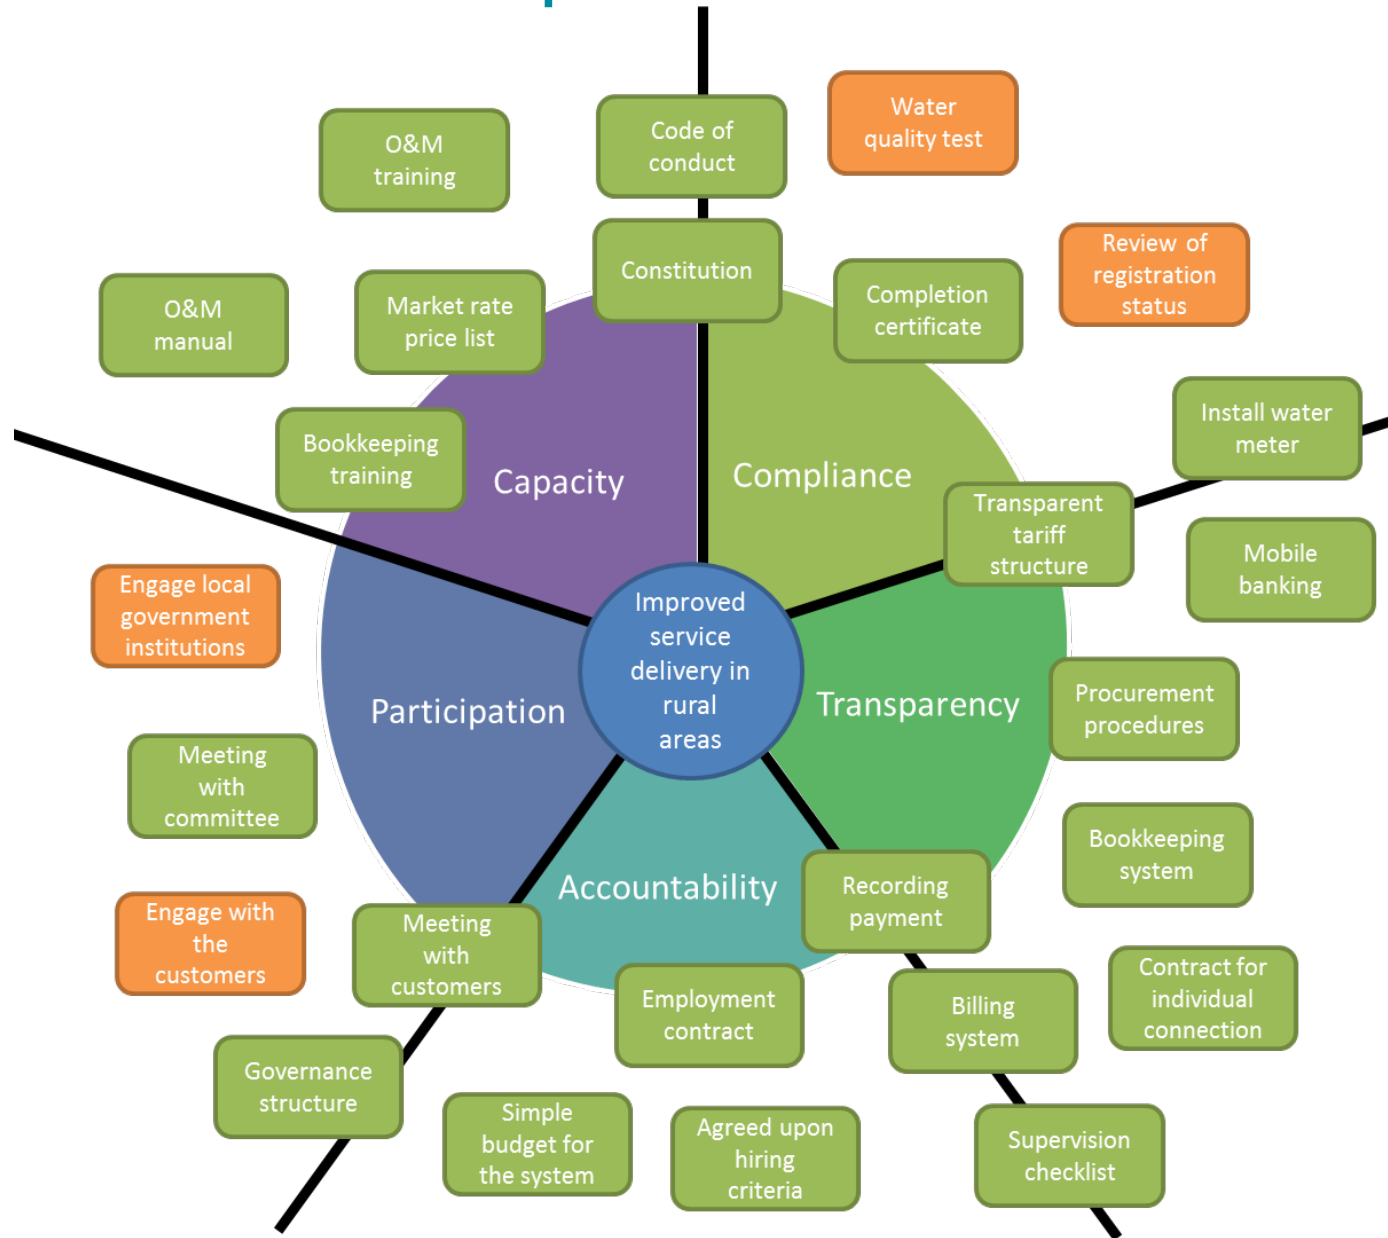 Code of
conduct
Water
quality test
O&M
training
Constitution
Review of
registration
status
O&M
manual
Market rate
price list
Completion
certificate
Install water
meter
Bookkeeping
training
Capacity
Compliance
Transparent
tariff
structure
Mobile
banking
Engage local
government
institutions
Improved
service
delivery in
rural
areas
Participation
Transparency
Procurement
procedures
Meeting
with
committee
Bookkeeping
system
Accountability
Recording
payment
Engage with
the
customers
Meeting
with
customers
Employment
contract
Billing
system
Contract for
individual
connection
Governance
structure
Simple
budget for
the system
Agreed upon
hiring
criteria
Supervision
checklist